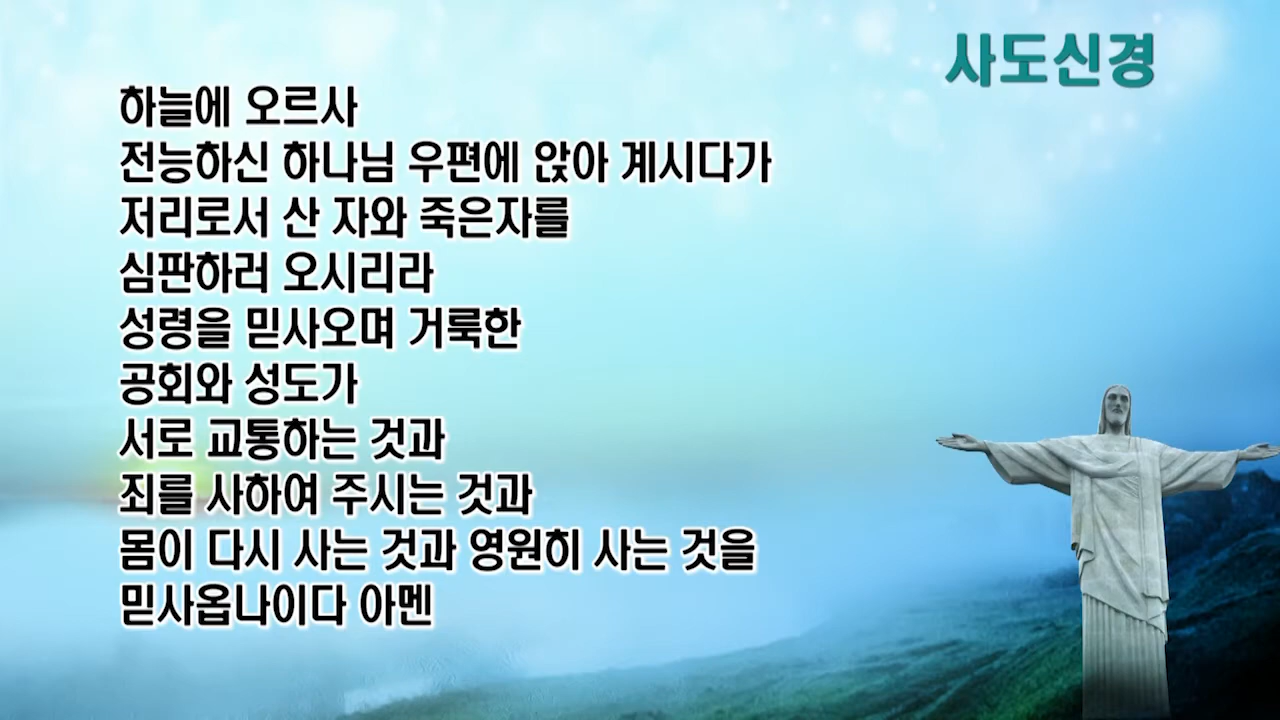 사도신경
하늘에 오르사
전능하신 하나님 우편에 앉아 계시다가
저리로서 산 자와 죽은자를
심판하러 오시리라
성령을 믿사오며 거룩한
공회와 성도가
서로 교통하는 것과
죄를 사하여 주시는 것과
몸이 다시 사는 것과 영원히 사는 것을
믿사옵나이다 아멘